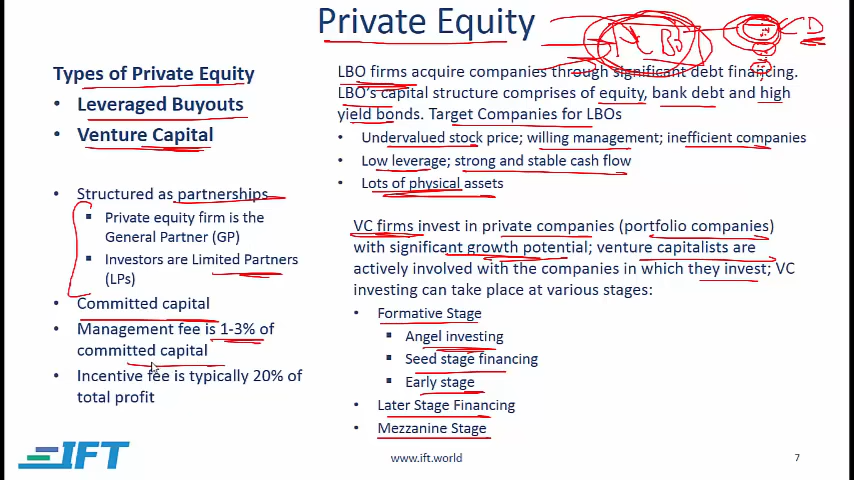 Private Equity
D
Types of Private Equity
• Leveraged Buyouts
• Venture Capital
• Structured as partnerships
▪ Private equity firm is the
General Partner (GP)
▪ Investors are Limited Partners
(LPs)
• Committed capital
• Management fee is 1-3% of
committed capital
• Incentive fee is typically 20% of
total profit
LBO firms acquire companies through significant debt financing.
LBO's capital structure comprises of equity, bank debt and high
yield bonds. Target Companies for LBOs
• Undervalued stock price; willing management; inefficient companies
• Low leverage; strong and stable cash flow
• Lots of physical assets
VC firms invest in private companies (portfolio companies)
with significant growth potential; venture capitalists are
actively involved with the companies in which they invest; VC
investing can take place at various stages:
• Formative Stage
▪ Angel investing
▪ Seed stage financing
▪ Early stage
• Later Stage Financing
• Mezzanine Stage
IFT
www.ift.world
7